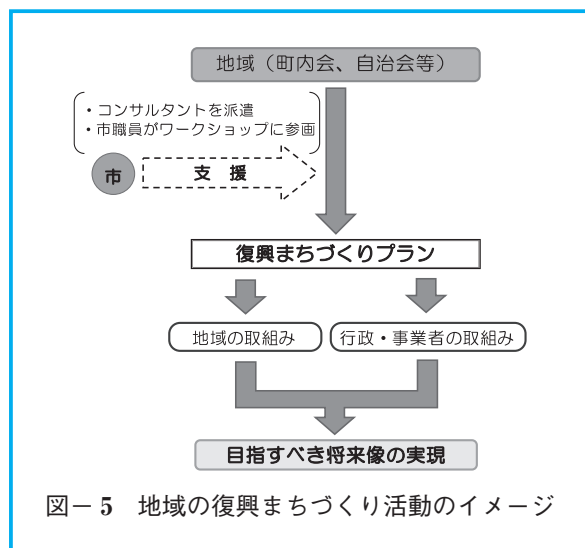 地域（町内会、自治会等）
・コンサルタントを派遣
・市職員がワークショップに参画
市
支　援
復興まちづくりプラン
地域の取組み
行政・事業者の取組み
目指すべき将来像の実現
図－5　地域の復興まちづくり活動のイメージ